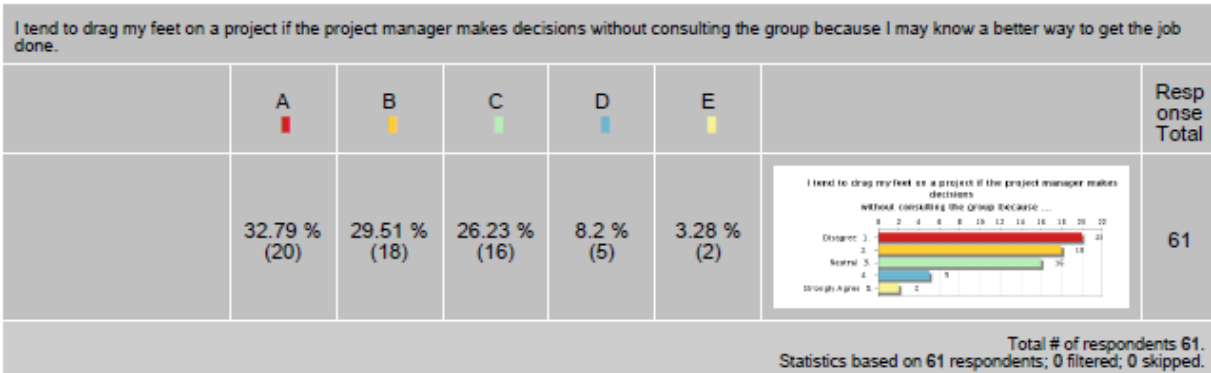 I tend to drag my feet on a project if the project manager makes decisions without consulting the group because I may know a better way to get the job
done.
A
B
C
D
E
Resp
onse
Total
32.79 %
(20)
29.51 %
(18)
26.23 %
(16)
8.2 %
(5)
3.28 %
(2)
I tend to drag my feet on a project if the project manager makes
decisions
without consulting the group because ...
0 2 4 6 8 10 12 14 16 18 20 22
Disagree 1. 20
2. 18
Neutral 3. 16
4. 5
Strongly Agree 5. 2
61
Total # of respondents 61.
Statistics based on 61 respondents; 0 filtered; 0 skipped.